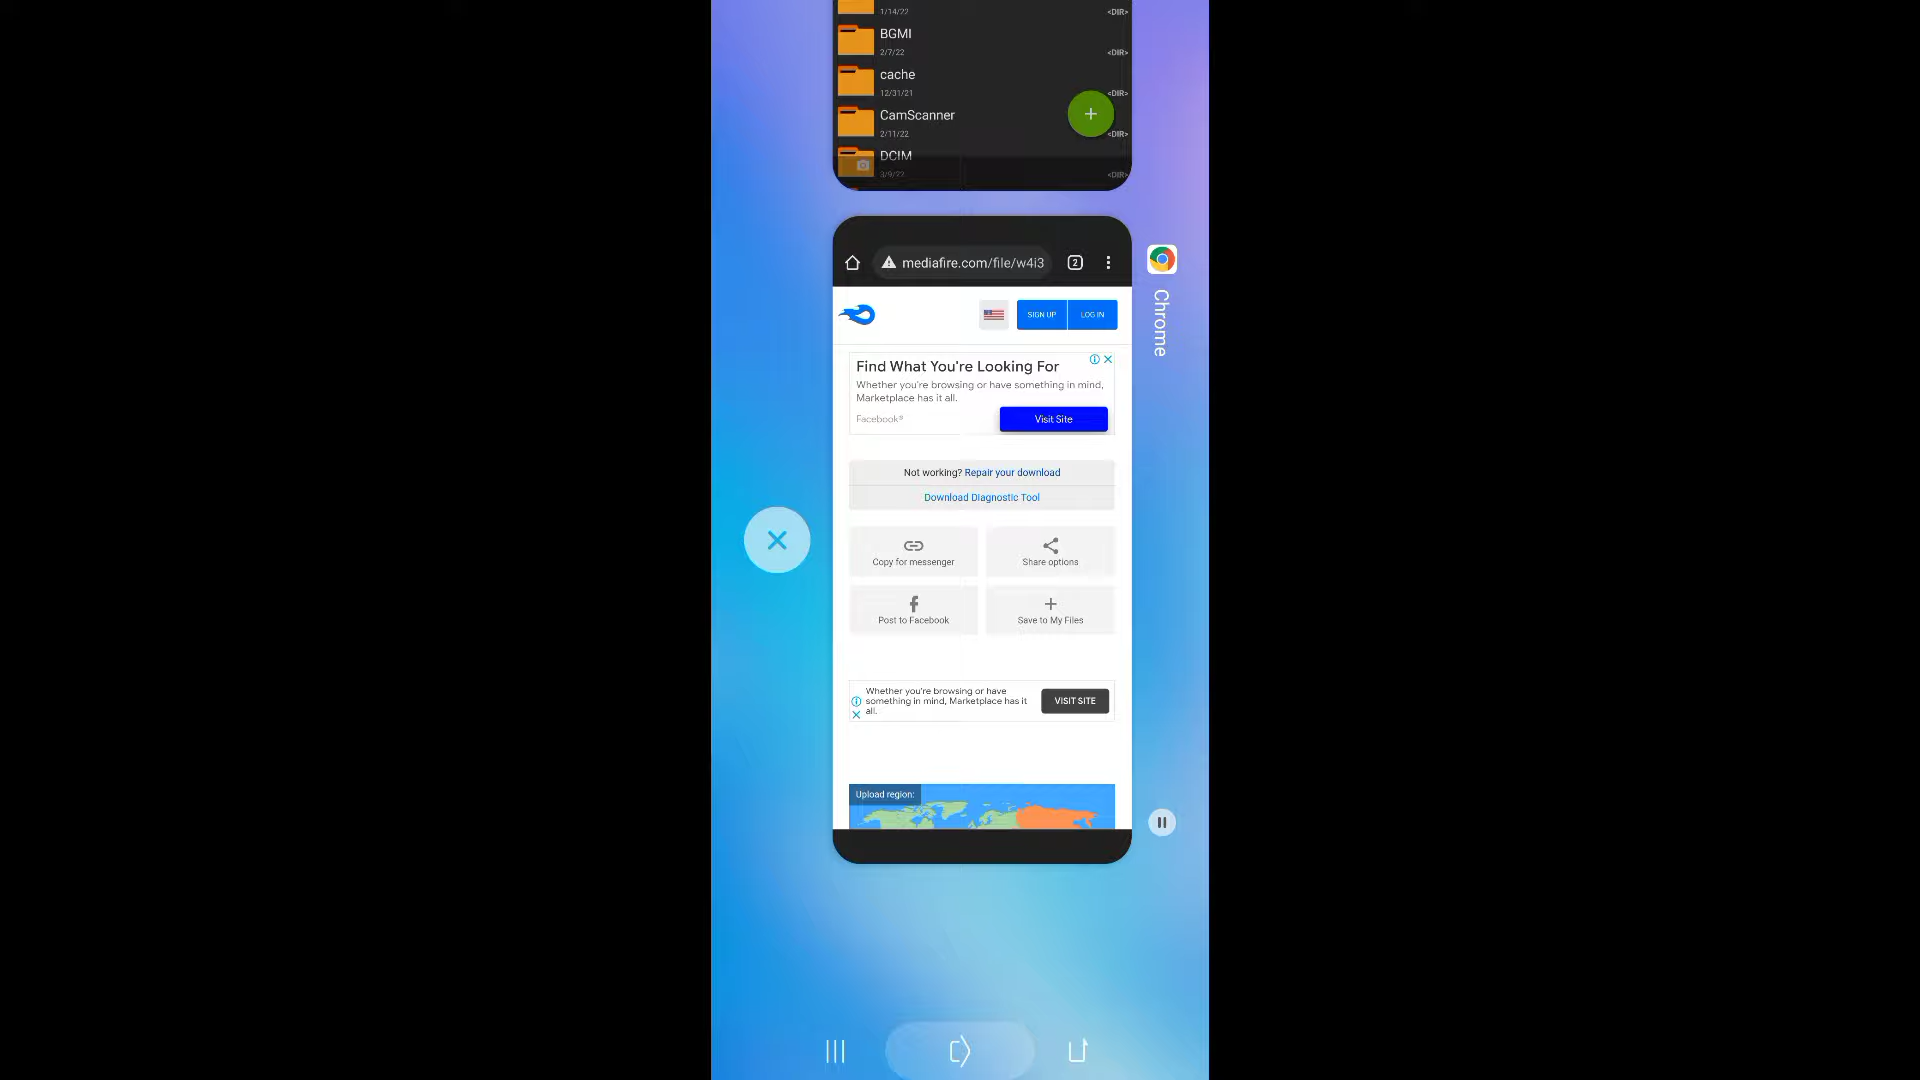 1/14/22 <DIR>
BGMI
2/7/22 <DIR>
cache
12/31/21 <DIR>
CamScanner
2/11/22 <DIR>
DCIM
3/9/22 <DIR>
mediafire.com/file/w4i3
2
Chrome
SIGN UP
LOG IN
Find What You're Looking For
Whether you're browsing or have something in mind,
Marketplace has it all.
Facebook®
Visit Site
Not working? Repair your download
Download Diagnostic Tool
Copy for messenger
Share options
Post to Facebook
Save to My Files
Whether you're browsing or have
something in mind, Marketplace has it
all.
VISIT SITE
Upload region: